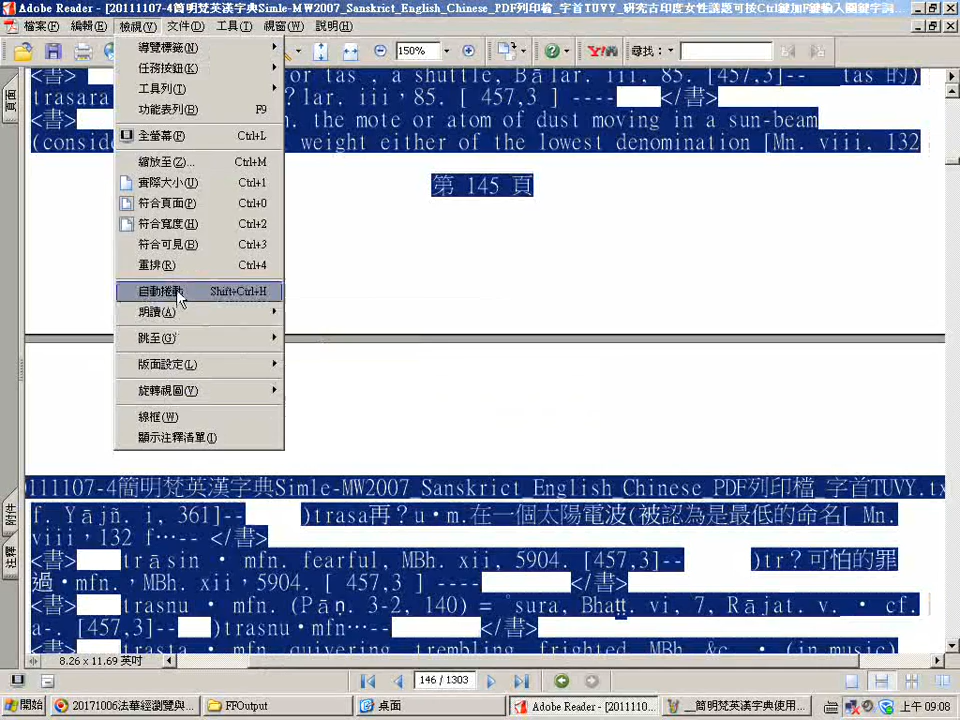 Adobe Reader - [20111107-4簡明梵英漢字典Simle-MW2007_Sanskrict_English_Chinese_PDF列印檔_字首TUVY_研究古印度女性議題可按Ctrl鍵加F鍵輸入關鍵字詞
檔案(F) 編輯(E) 檢視(V) 文件(D) 工具(T) 視窗(W) 說明(H)
150% 尋找：
導覽標籤(N)
任務按鈕(K)
工具列(T)
功能表列(B) F9
全螢幕(F) Ctrl+L
縮放至(Z)... Ctrl+M
實際大小(U) Ctrl+1
符合頁面(P) Ctrl+0
符合寬度(H) Ctrl+2
符合可見(B) Ctrl+3
重排(R) Ctrl+4
自動捲動 Shift+Ctrl+H
朗讀(A)
跳至(G)
版面設定(L)
旋轉視圖(V)
線框(W)
顯示注釋清單(I)
頁面
附件
注釋
<書> or tas , a shuttle, Bālar. iii, 85. [457,3]-- tas 的)
trasara ?lar. iii，85. [ 457,3 ] ---- </書>
<書> . the mote or atom of dust moving in a sun-beam
(consid weight either of the lowest denomination [Mn. viii. 132
第 145 頁
0111107-4簡明梵英漢字典Simle-MW2007_Sanskrict_English_Chinese_PDF列印檔_字首TUVY.tx
f. Yājñ. i, 361]-- )trasa再？u‧m.在一個太陽電波(被認為是最低的命名[ Mn.
viii，132 f…-- </書>
<書> trāsin ‧ mfn. fearful, MBh. xii, 5904. [457,3]-- )tr？可怕的罪
過‧mfn.，MBh. xii，5904. [ 457,3 ] ---- </書>
<書> trasnu ‧ mfn. (Pāṇ. 3-2, 140) = °sura, Bhaṭṭ. vi, 7, Rājat. v. ‧ cf.
a-. [457,3]-- )trasnu‧mfn…-- </書>
<書> trasta ‧ mfn. quivering, trembling, frighted, MBh. &c. ‧ (in music)
8.26 x 11.69 英吋
146 / 1303
開始 20171006法華經瀏覽與... FFOutput 桌面 Adobe Reader - [2011110... __簡明梵英漢字典使用... 上午 09:08